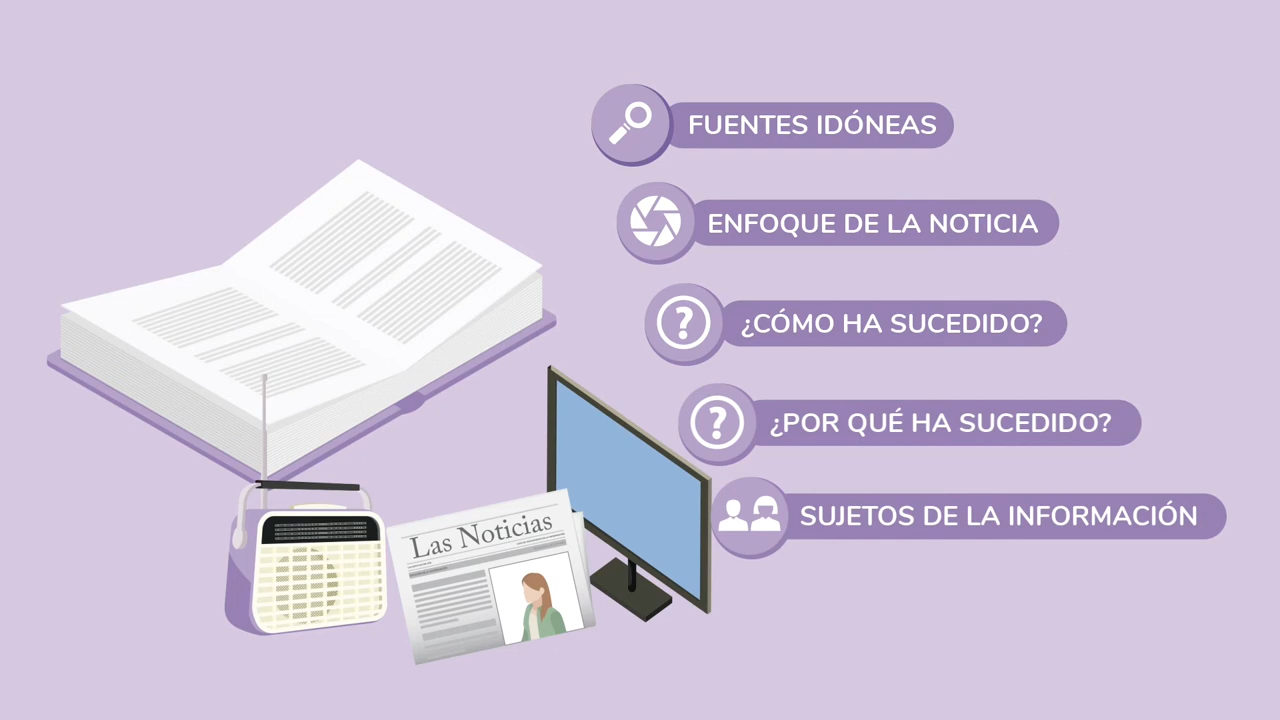 FUENTES IDÓNEAS
ENFOQUE DE LA NOTICIA
¿CÓMO HA SUCEDIDO?
¿POR QUÉ HA SUCEDIDO?
SUJETOS DE LA INFORMACIÓN
Las Noticias